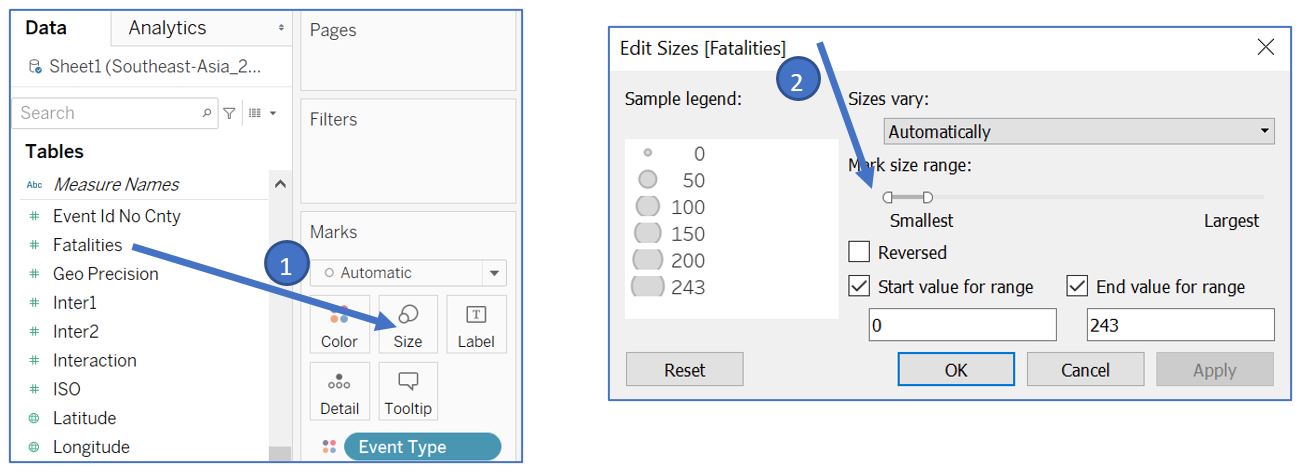 Data
Analytics
Sheet1 (Southeast-Asia_2...
Search
Tables
Abc Measure Names
# Event Id No Cnty
# Fatalities
# Geo Precision
# Inter1
# Inter2
# Interaction
# ISO
Latitude
Longitude
Pages
Filters
Marks
1
Automatic
Color
Size
T
Label
Detail
Tooltip
Event Type
Edit Sizes [Fatalities]
2
Sample legend:
0
50
100
150
200
243
Sizes vary:
Automatically
Mark size range:
Smallest Largest
Reversed
Start value for range End value for range
0 243
Reset OK Cancel Apply